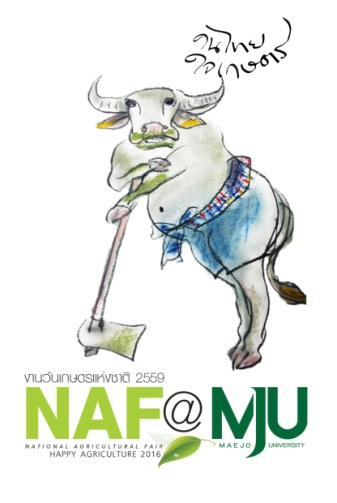 คนไทย
ใจเกษตร
งานวันเกษตรแห่งชาติ 2559
NAF@MJU
NATIONAL AGRICULTURAL FAIR MAEJO UNIVERSITY
HAPPY AGRICULTURE 2016